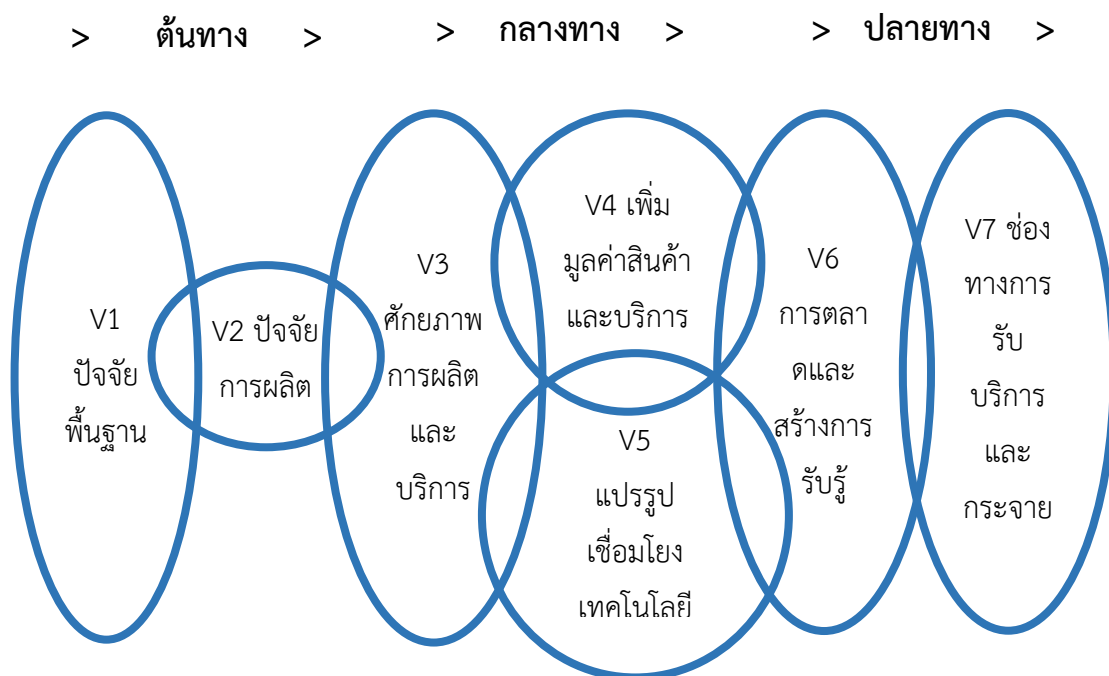 > ต้นทาง > > กลางทาง > > ปลายทาง >
V1
ปัจจัย
พื้นฐาน
V2 ปัจจัย
การผลิต
V3
ศักยภาพ
การผลิต
และ
บริการ
V4 เพิ่ม
มูลค่าสินค้า
และบริการ
V5
แปรรูป
เชื่อมโยง
เทคโนโลยี
V6
การตลา
ดและ
สร้างการ
รับรู้
V7 ช่อง
ทางการ
รับ
บริการ
และ
กระจาย